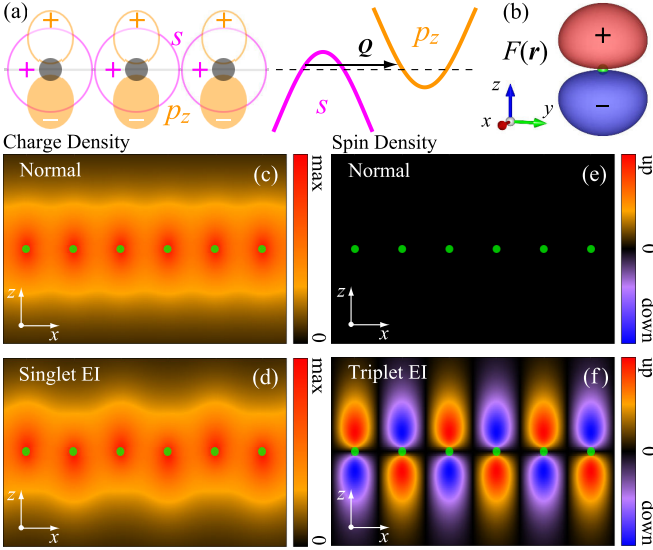 (a)
+ + +
s
+ + +
− − −
p_z
Q
p_z
s
(b)
F(r)
+
−
z
y
x
Charge Density
Spin Density
Normal
(c)
max
0
z
x
Normal
(e)
up
0
down
z
x
Singlet EI
(d)
max
0
z
x
Triplet EI
(f)
up
0
down
z
x